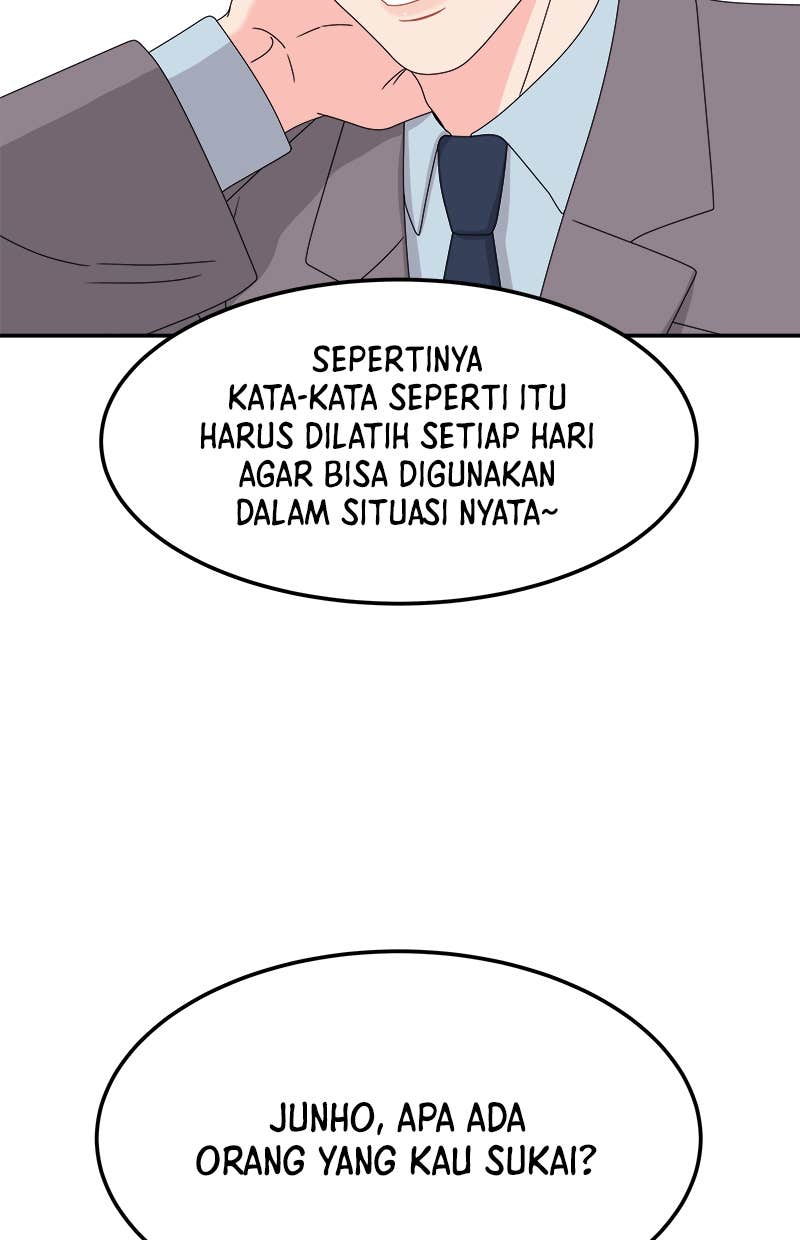 SEPERTINYA
KATA-KATA SEPERTI ITU
HARUS DILATIH SETIAP HARI
AGAR BISA DIGUNAKAN
DALAM SITUASI NYATA~
JUNHO, APA ADA
ORANG YANG KAU SUKAI?